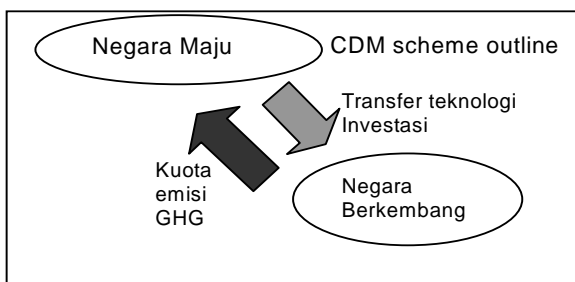 Negara Maju
CDM scheme outline
Transfer teknologi
Investasi
Kuota
emisi
GHG
Negara
Berkembang